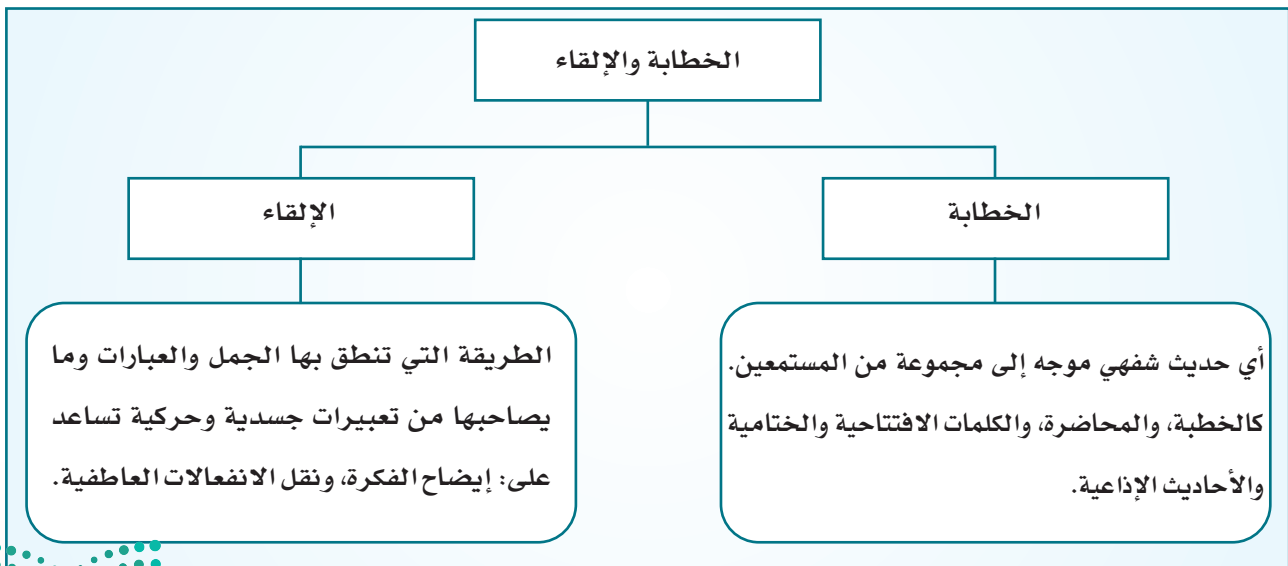 الخطابة والإلقاء
الخطابة
الإلقاء
أي حديث شفهي موجه إلى مجموعة من المستمعين.
كالخطبة، والمحاضرة، والكلمات الافتتاحية والختامية
والأحاديث الإذاعية.
الطريقة التي تنطق بها الجمل والعبارات وما
يصاحبها من تعبيرات جسدية وحركية تساعد
على: إيضاح الفكرة، ونقل الانفعالات العاطفية.